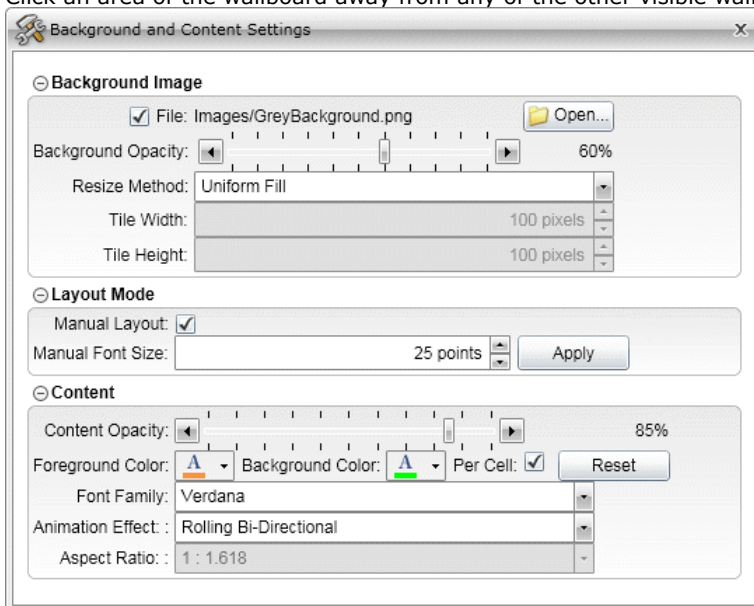 Click an area of the wallboard away from any of the other visible wal
Background and Content Settings x
Background Image
File: Images/GreyBackground.png Open...
Background Opacity: 60%
Resize Method: Uniform Fill
Tile Width: 100 pixels
Tile Height: 100 pixels
Layout Mode
Manual Layout:
Manual Font Size: 25 points Apply
Content
Content Opacity: 85%
Foreground Color: A Background Color: A Per Cell: Reset
Font Family: Verdana
Animation Effect: : Rolling Bi-Directional
Aspect Ratio: : 1 : 1.618